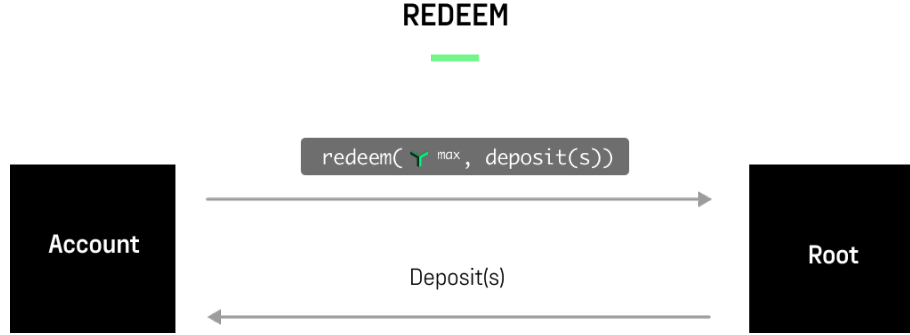 REDEEM
redeem( max, deposit(s))
Account
Root
Deposit(s)